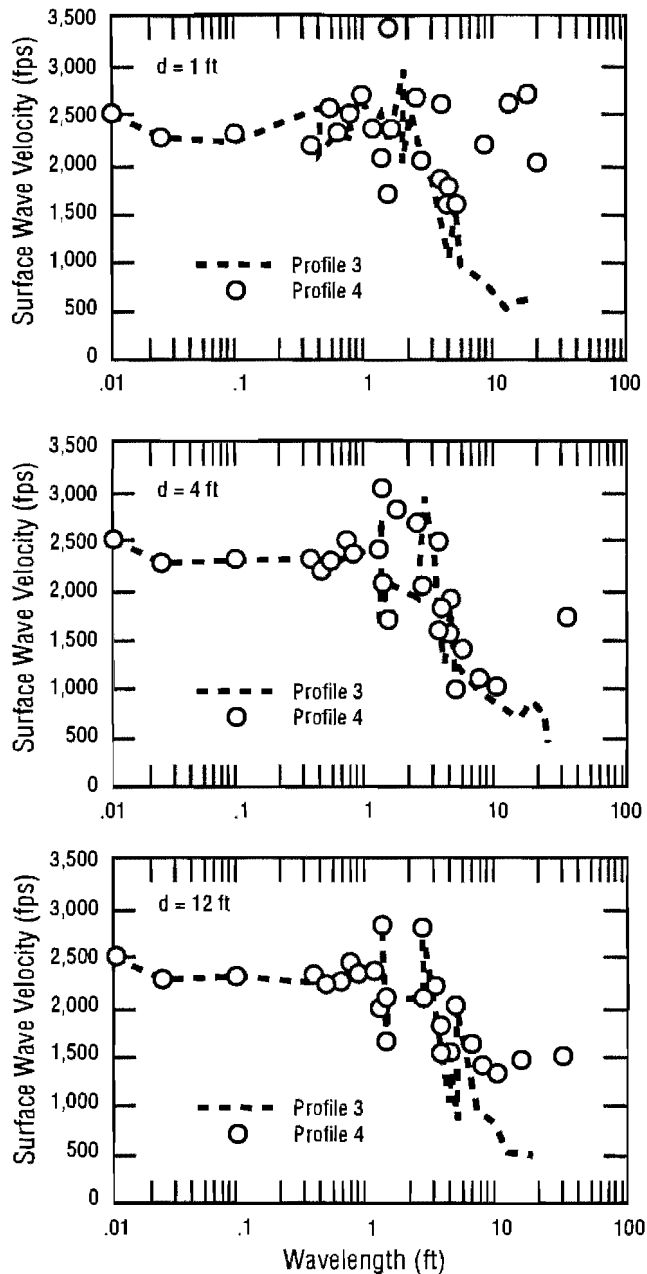 3,500
3,000
2,500
2,000
1,500
1,000
500
0
Surface Wave Velocity (fps)
d = 1 ft
Profile 3
Profile 4
.01 .1 1 10 100
3,500
3,000
2,500
2,000
1,500
1,000
500
0
Surface Wave Velocity (fps)
d = 4 ft
Profile 3
Profile 4
.01 .1 1 10 100
3,500
3,000
2,500
2,000
1,500
1,000
500
0
Surface Wave Velocity (fps)
d = 12 ft
Profile 3
Profile 4
.01 .1 1 10 100
Wavelength (ft)